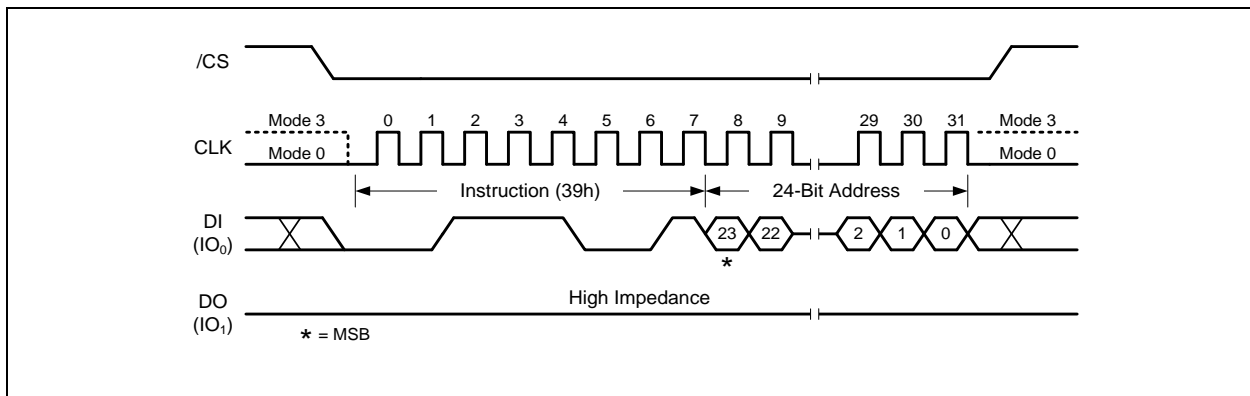 /CS
Mode 3
0 1 2 3 4 5 6 7 8 9 29 30 31
Mode 3
CLK
Mode 0
Mode 0
Instruction (39h)
24-Bit Address
DI
(IO₀)
23 22 2 1 0
*
DO
(IO₁)
High Impedance
* = MSB